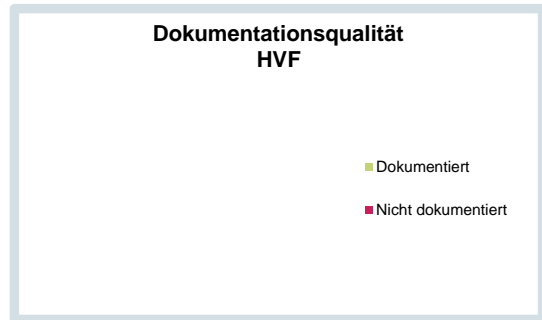 Dokumentationsqualität
HVF
Dokumentiert
Nicht dokumentiert